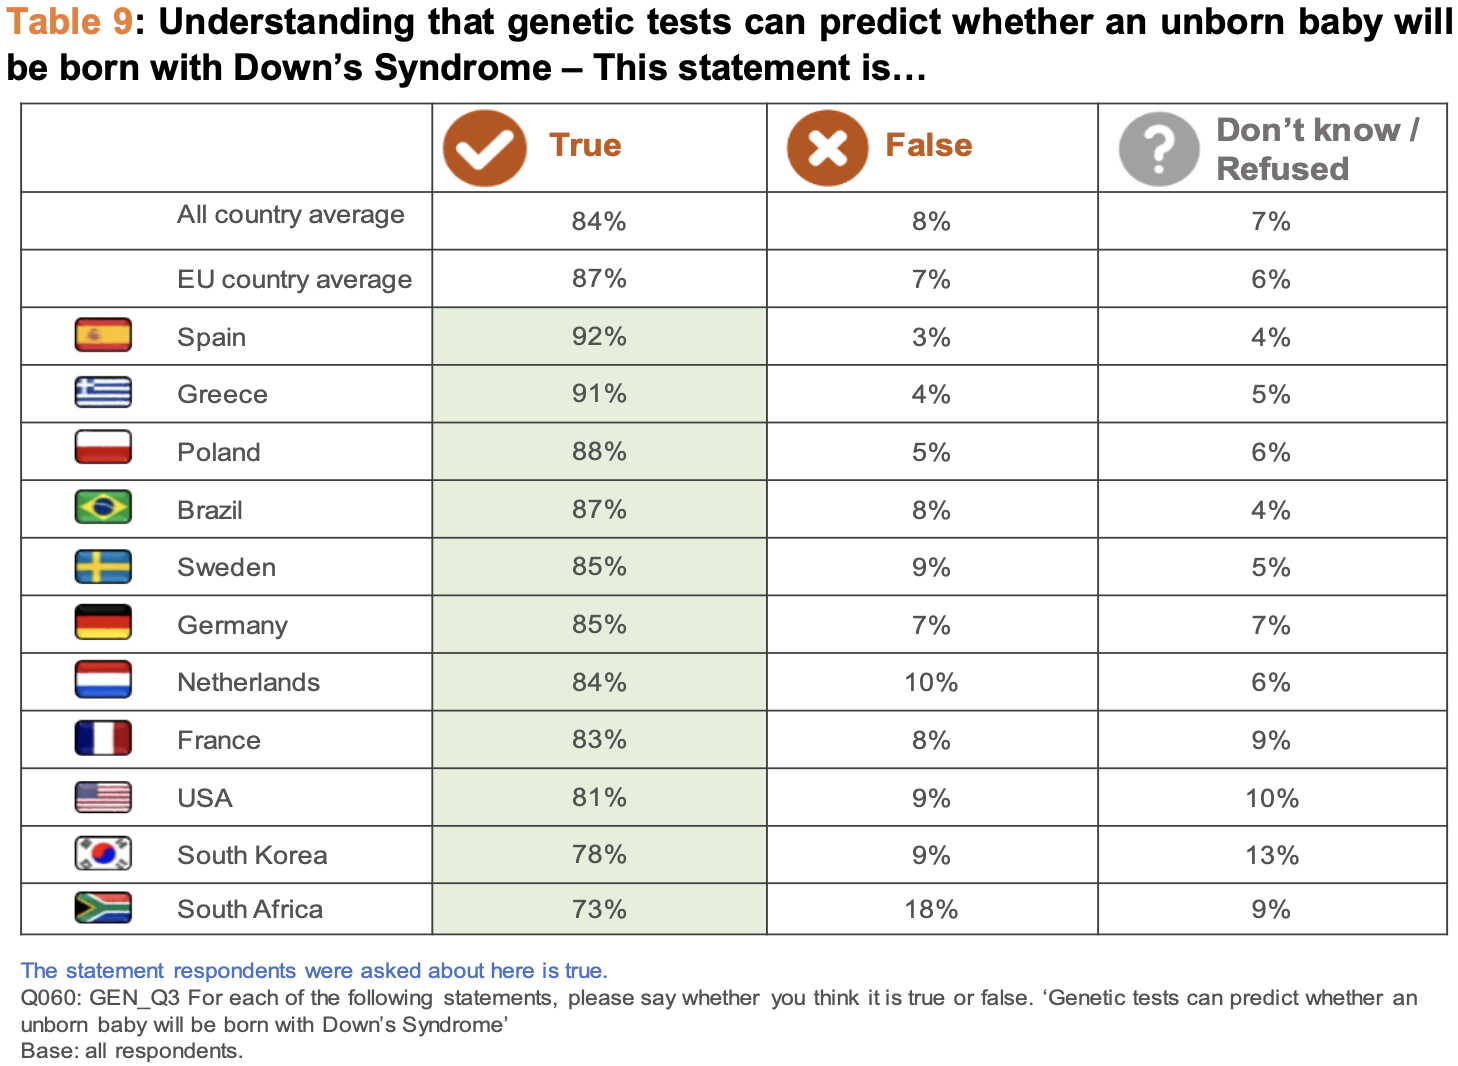 Table 9: Understanding that genetic tests can predict whether an unborn baby will
be born with Down’s Syndrome – This statement is…
True False Don’t know /
Refused
All country average 84% 8% 7%
EU country average 87% 7% 6%
Spain 92% 3% 4%
Greece 91% 4% 5%
Poland 88% 5% 6%
Brazil 87% 8% 4%
Sweden 85% 9% 5%
Germany 85% 7% 7%
Netherlands 84% 10% 6%
France 83% 8% 9%
USA 81% 9% 10%
South Korea 78% 9% 13%
South Africa 73% 18% 9%
The statement respondents were asked about here is true.
Q060: GEN_Q3 For each of the following statements, please say whether you think it is true or false. ‘Genetic tests can predict whether an
unborn baby will be born with Down’s Syndrome’
Base: all respondents.